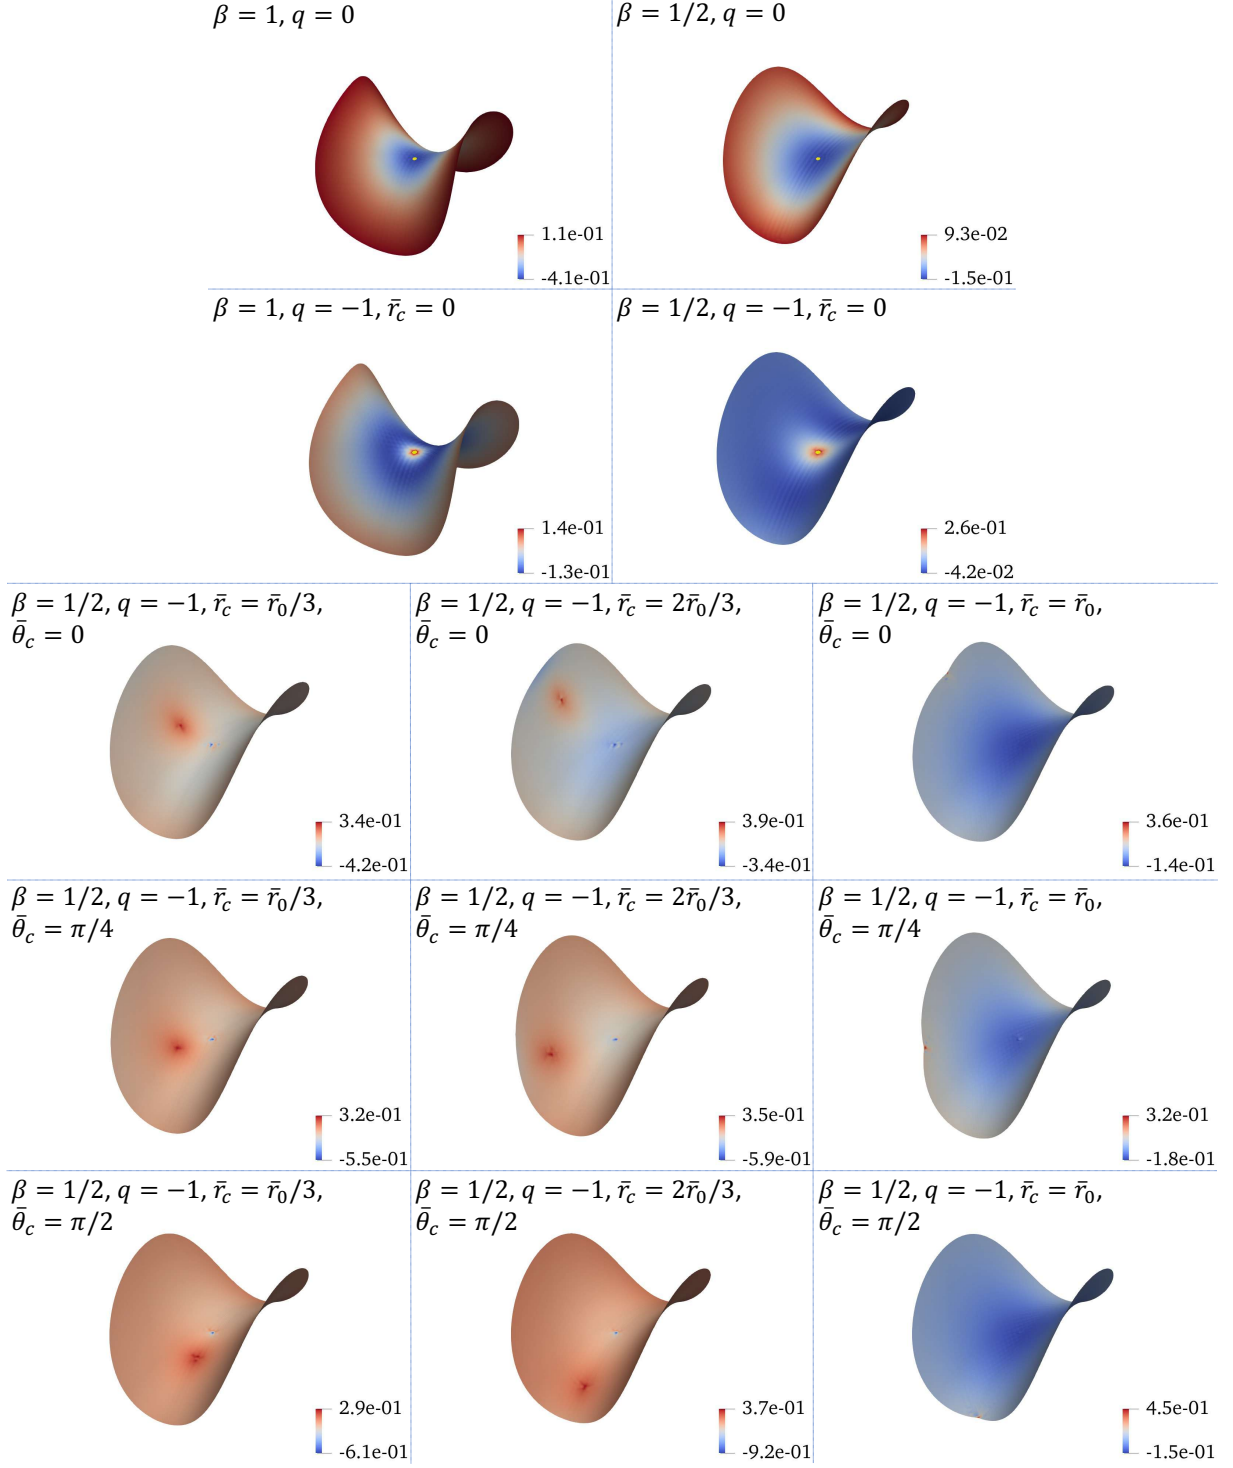 β = 1, q = 0
β = 1/2, q = 0
1.1e-01
-4.1e-01
9.3e-02
-1.5e-01
β = 1, q = −1, r̄c = 0
β = 1/2, q = −1, r̄c = 0
1.4e-01
-1.3e-01
2.6e-01
-4.2e-02
β = 1/2, q = −1, r̄c = r̄0/3,
θ̄c = 0
β = 1/2, q = −1, r̄c = 2r̄0/3,
θ̄c = 0
β = 1/2, q = −1, r̄c = r̄0,
θ̄c = 0
3.4e-01
-4.2e-01
3.9e-01
-3.4e-01
3.6e-01
-1.4e-01
β = 1/2, q = −1, r̄c = r̄0/3,
θ̄c = π/4
β = 1/2, q = −1, r̄c = 2r̄0/3,
θ̄c = π/4
β = 1/2, q = −1, r̄c = r̄0,
θ̄c = π/4
3.2e-01
-5.5e-01
3.5e-01
-5.9e-01
3.2e-01
-1.8e-01
β = 1/2, q = −1, r̄c = r̄0/3,
θ̄c = π/2
β = 1/2, q = −1, r̄c = 2r̄0/3,
θ̄c = π/2
β = 1/2, q = −1, r̄c = r̄0,
θ̄c = π/2
2.9e-01
-6.1e-01
3.7e-01
-9.2e-01
4.5e-01
-1.5e-01